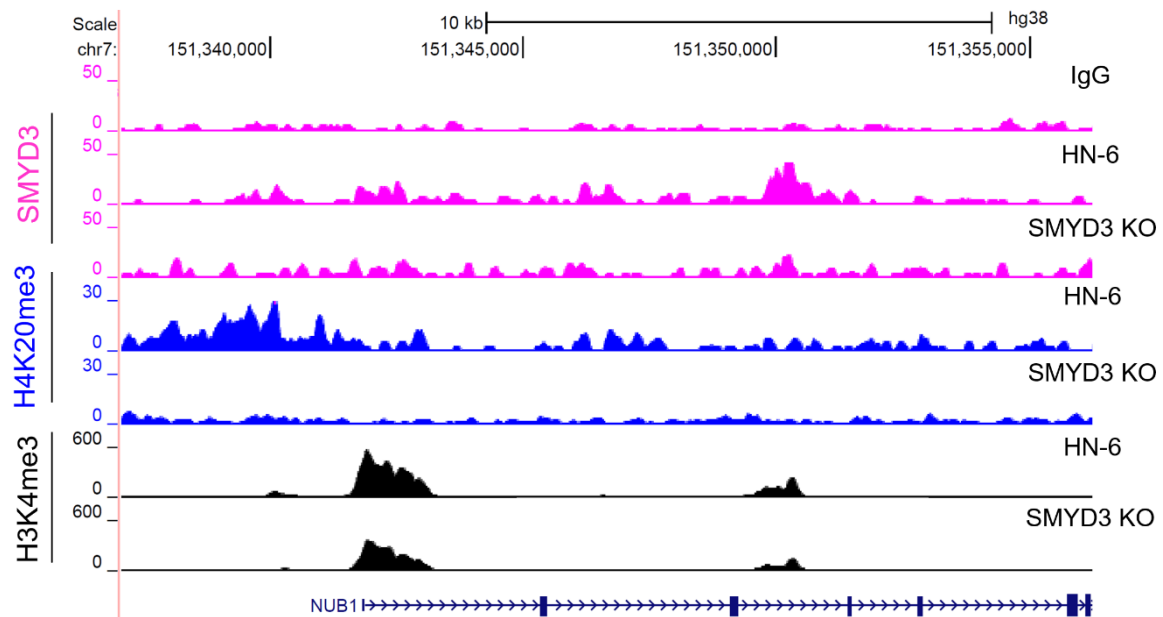 Scale 10 kb hg38
chr7: 151,340,000 151,345,000 151,350,000 151,355,000
50 IgG
0
50 HN-6
0
50 SMYD3 KO
0
SMYD3
30 HN-6
0
30 SMYD3 KO
0
H4K20me3
600 HN-6
0
600 SMYD3 KO
0
H3K4me3
NUB1